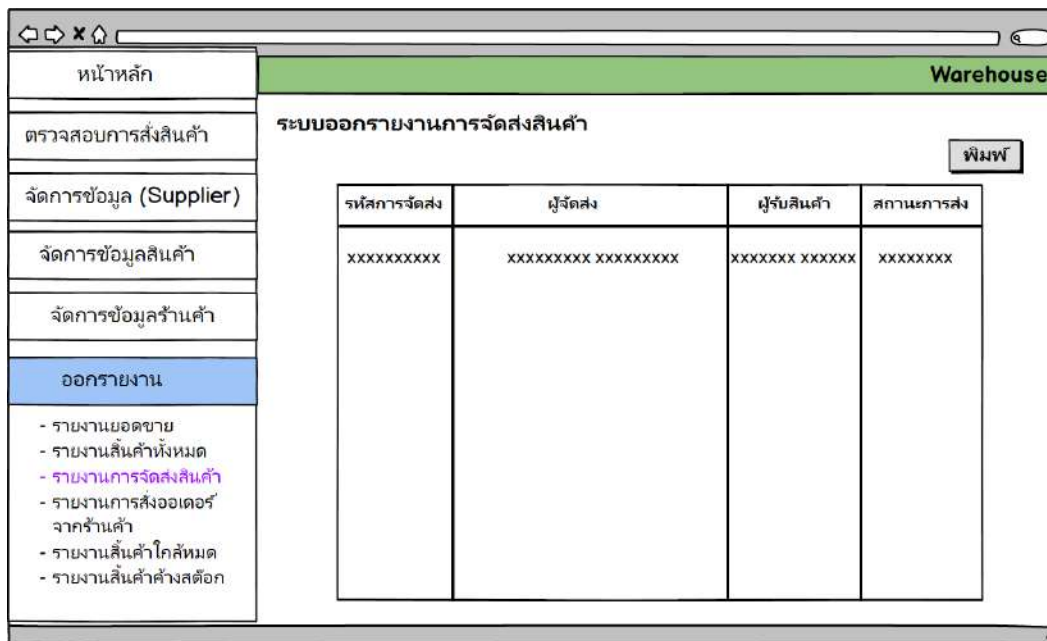 หน้าหลัก
Warehouse
ตรวจสอบการสั่งสินค้า
จัดการข้อมูล (Supplier)
จัดการข้อมูลสินค้า
จัดการข้อมูลร้านค้า
ออกรายงาน
- รายงานยอดขาย
- รายงานสิ้นค้าทั้งหมด
- รายงานการจัดส่งสินค้า
- รายงานการสั่งออเดอร์
จากร้านค้า
- รายงานสิ้นค้าใกล้หมด
- รายงานสิ้นค้าค้างสต๊อก
ระบบออกรายงานการจัดส่งสินค้า
พิมพ์
รหัสการจัดส่ง ผู้จัดส่ง ผู้รับสินค้า สถานะการส่ง
xxxxxxxxxx xxxxxxxxx xxxxxxxxx xxxxxxx xxxxxx xxxxxxxx